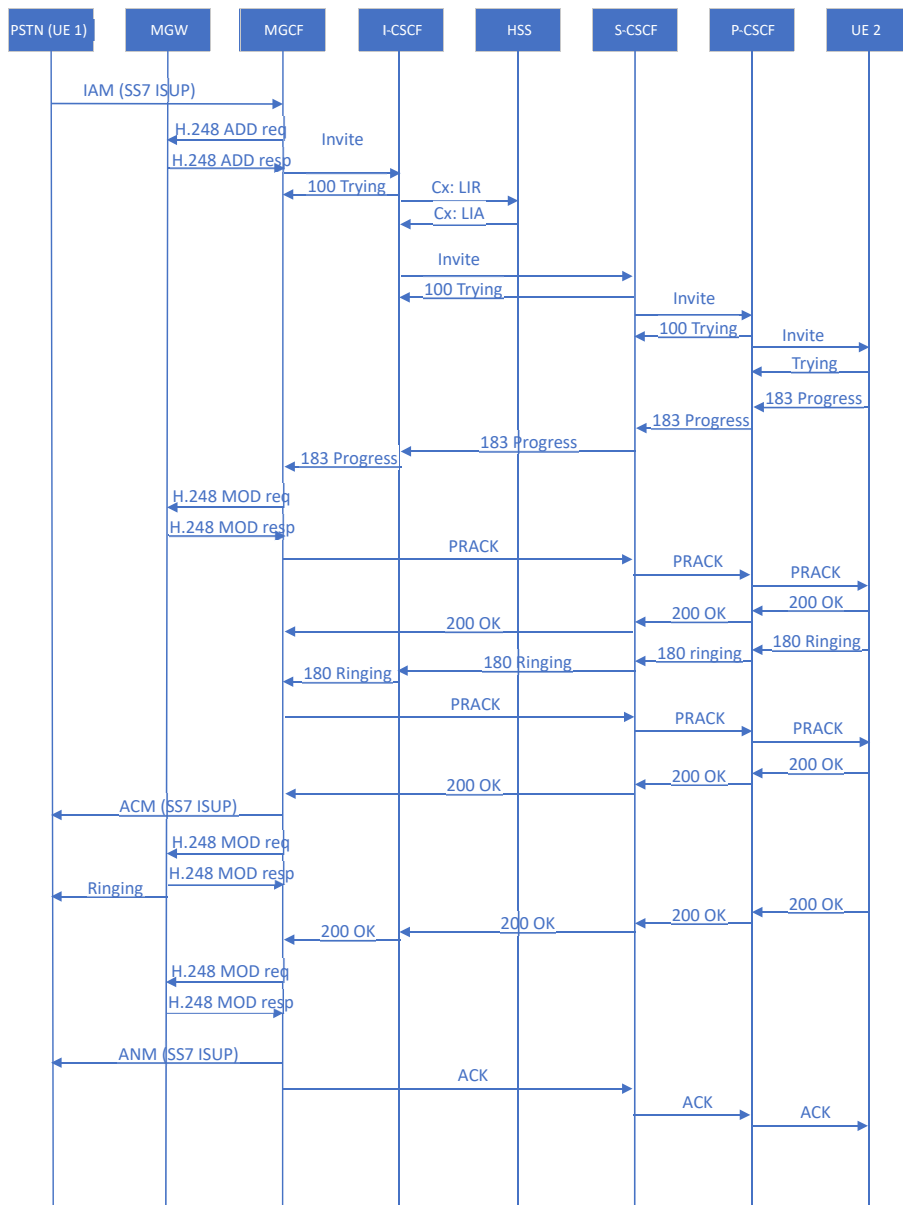 PSTN (UE 1) MGW MGCF I-CSCF HSS S-CSCF P-CSCF UE 2
IAM (SS7 ISUP)
H.248 ADD req
Invite
H.248 ADD resp
100 Trying
Cx: LIR
Cx: LIA
Invite
100 Trying
Invite
100 Trying
Invite
Trying
183 Progress
183 Progress
183 Progress
183 Progress
H.248 MOD req
H.248 MOD resp
PRACK
PRACK
PRACK
200 OK
200 OK
200 OK
180 Ringing
180 ringing
180 Ringing
180 Ringing
PRACK
PRACK
PRACK
200 OK
200 OK
200 OK
ACM (SS7 ISUP)
H.248 MOD req
H.248 MOD resp
Ringing
200 OK
200 OK
200 OK
200 OK
H.248 MOD req
H.248 MOD resp
ANM (SS7 ISUP)
ACK
ACK
ACK